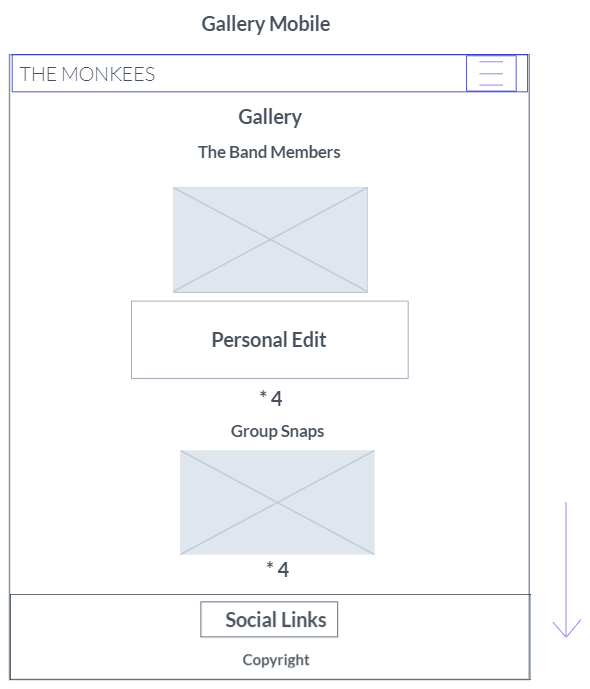 Gallery Mobile
THE MONKEES
Gallery
The Band Members
Personal Edit
* 4
Group Snaps
* 4
Social Links
Copyright